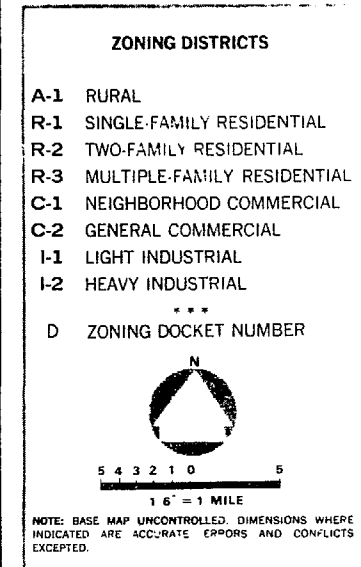 ZONING DISTRICTS
A-1 RURAL
R-1 SINGLE-FAMILY RESIDENTIAL
R-2 TWO-FAMILY RESIDENTIAL
R-3 MULTIPLE-FAMILY RESIDENTIAL
C-1 NEIGHBORHOOD COMMERCIAL
C-2 GENERAL COMMERCIAL
I-1 LIGHT INDUSTRIAL
I-2 HEAVY INDUSTRIAL
* * *
D ZONING DOCKET NUMBER
N
5 4 3 2 1 0 5
1 6" = 1 MILE
NOTE: BASE MAP UNCONTROLLED. DIMENSIONS WHERE
INDICATED ARE ACCURATE ERRORS AND CONFLICTS
EXCEPTED.